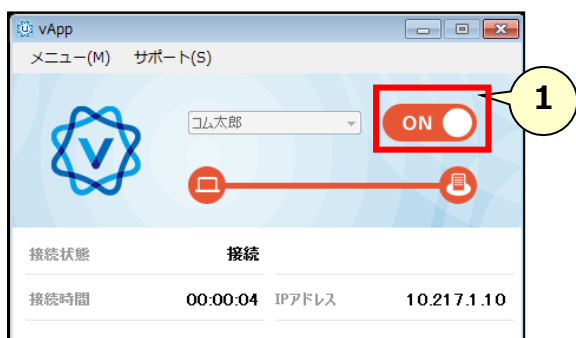 vApp
メニュー(M) サポート(S)
コム太郎
ON
1
接続状態 接続
接続時間 00:00:04 IPアドレス 10.217.1.10